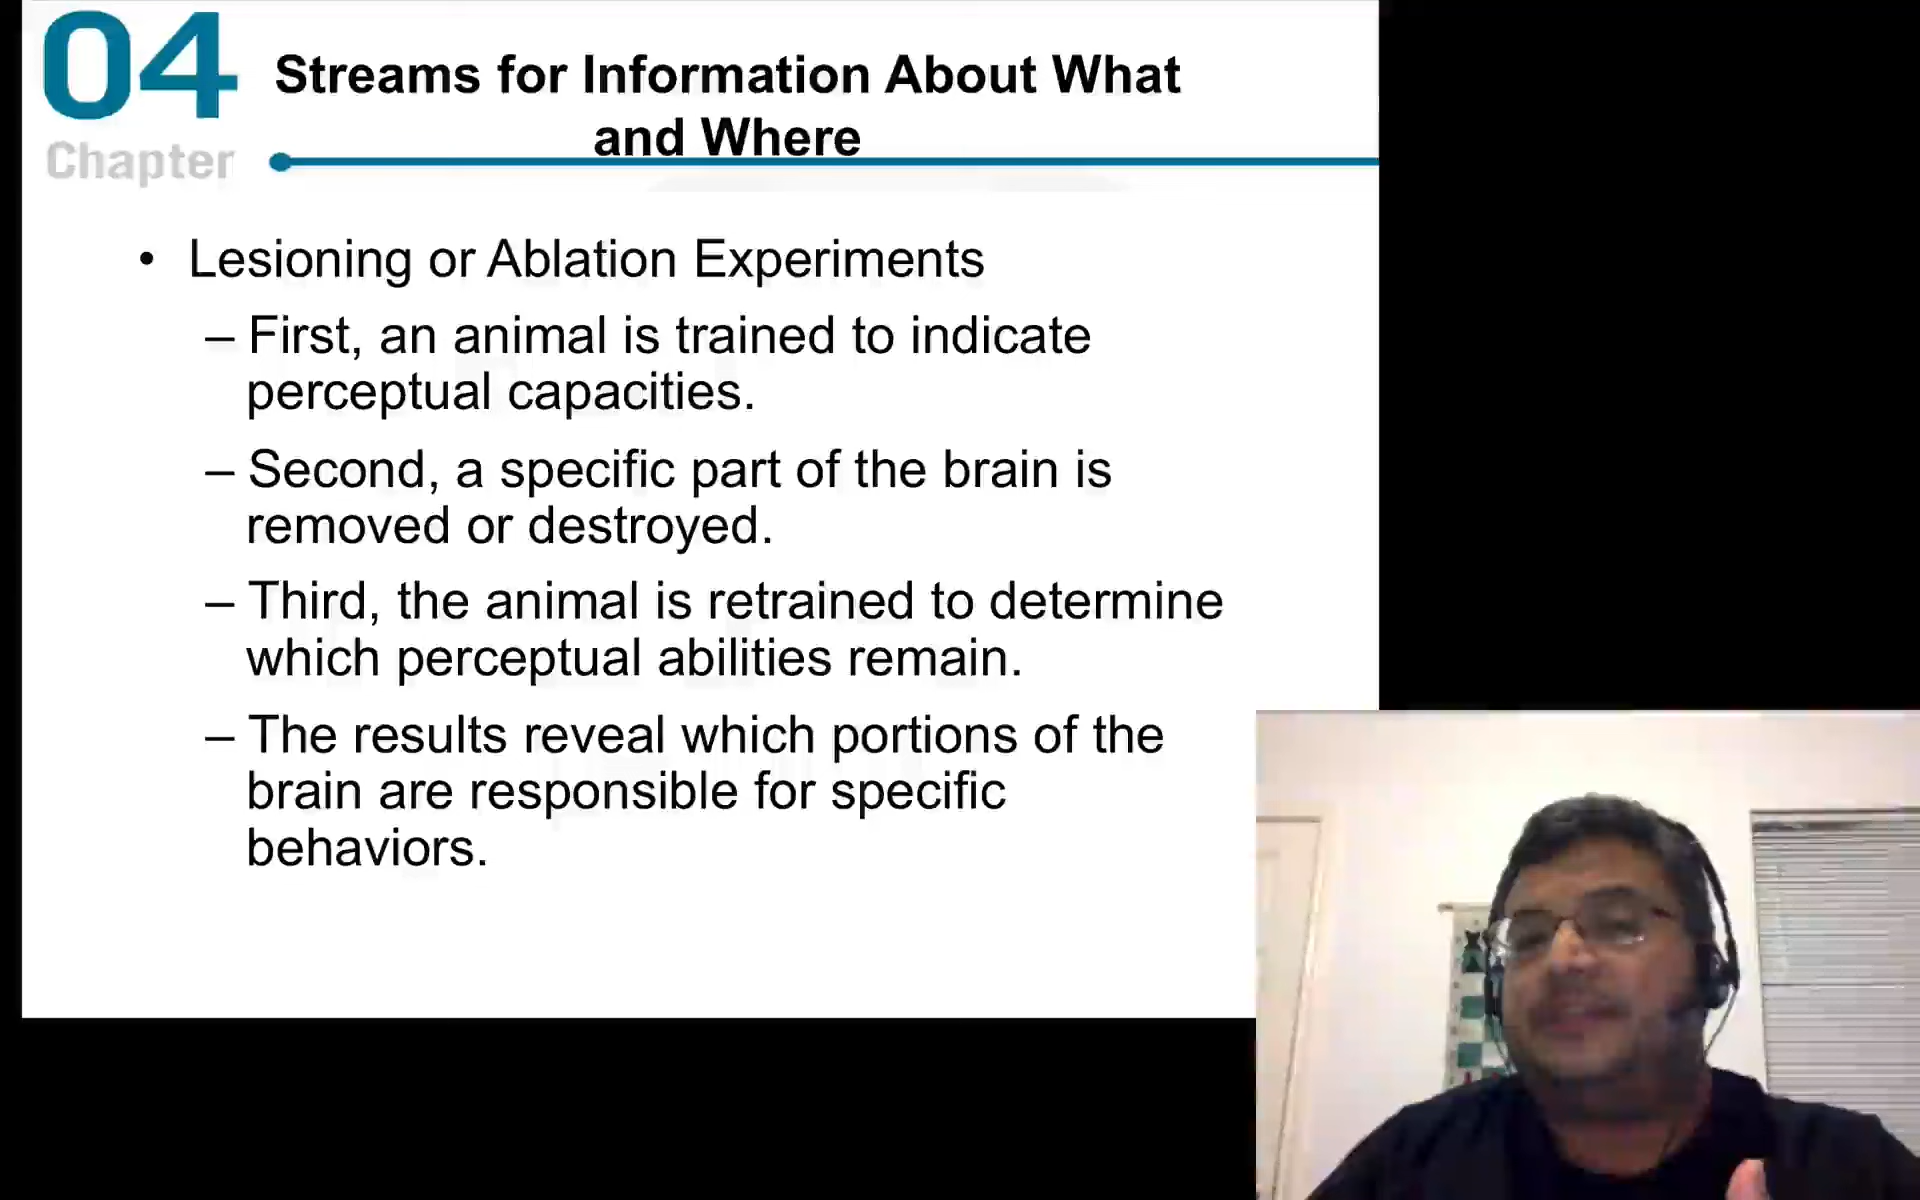 04
Chapter
Streams for Information About What
and Where
• Lesioning or Ablation Experiments
– First, an animal is trained to indicate
perceptual capacities.
– Second, a specific part of the brain is
removed or destroyed.
– Third, the animal is retrained to determine
which perceptual abilities remain.
– The results reveal which portions of the
brain are responsible for specific
behaviors.